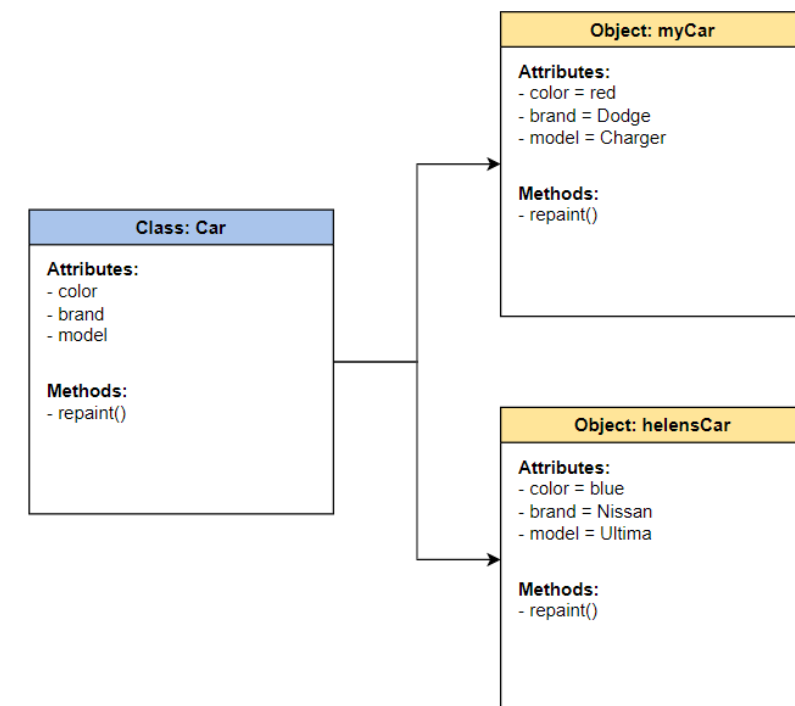 Class: Car
Attributes:
- color
- brand
- model
Methods:
- repaint()
Object: myCar
Attributes:
- color = red
- brand = Dodge
- model = Charger
Methods:
- repaint()
Object: helensCar
Attributes:
- color = blue
- brand = Nissan
- model = Ultima
Methods:
- repaint()